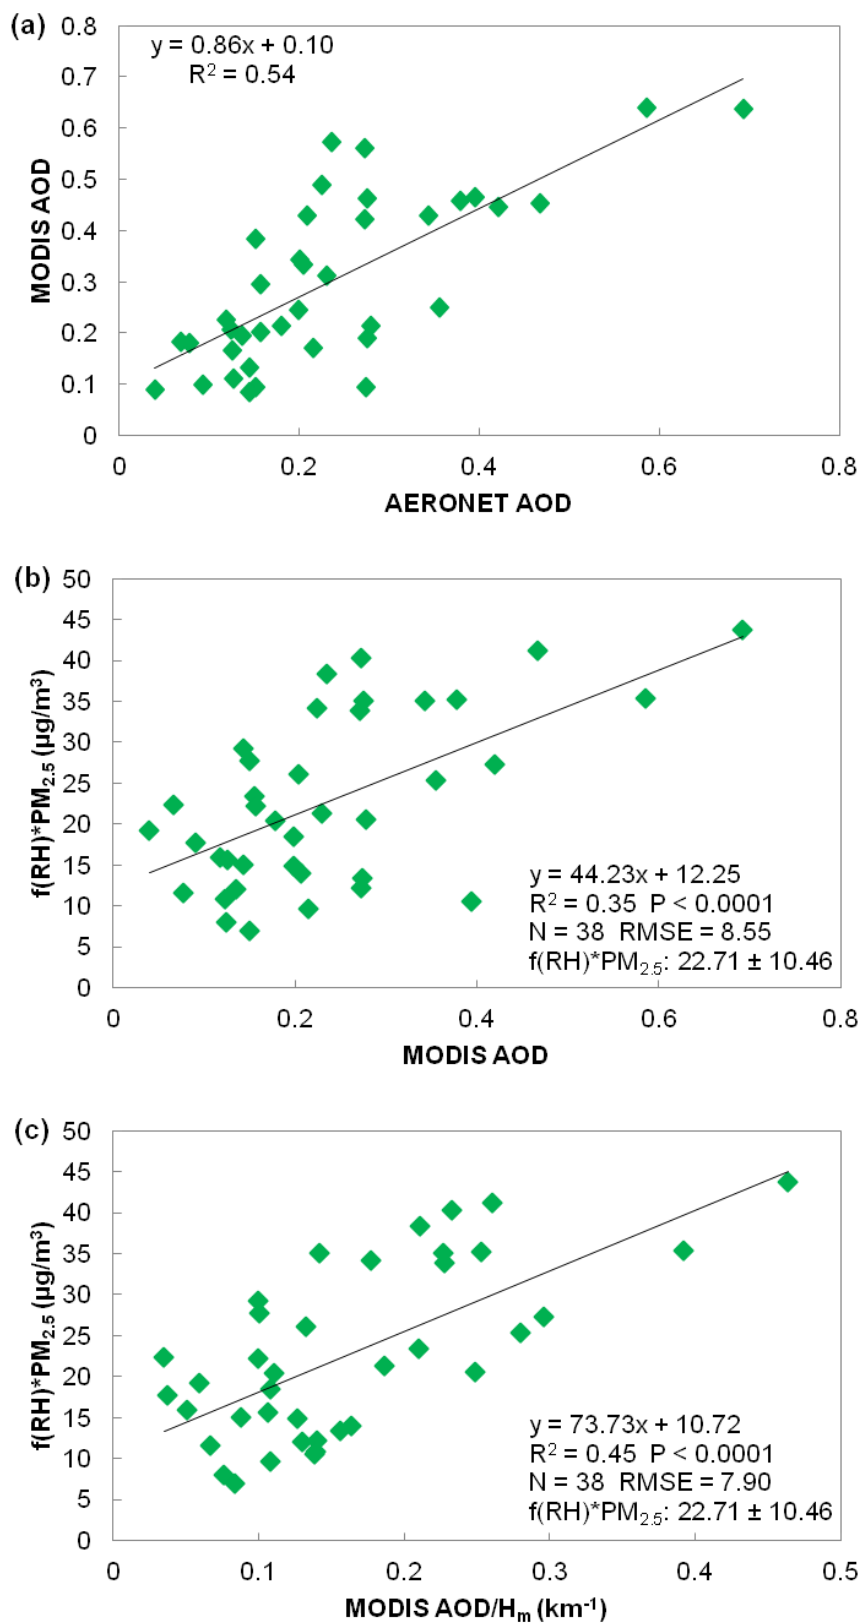 (a)
y = 0.86x + 0.10
R² = 0.54
0.8
0.7
0.6
0.5
0.4
0.3
0.2
0.1
0
MODIS AOD
0 0.2 0.4 0.6 0.8
AERONET AOD
(b)
50
45
40
35
30
25
20
15
10
5
0
f(RH)*PM₂.₅ (µg/m³)
y = 44.23x + 12.25
R² = 0.35 P < 0.0001
N = 38 RMSE = 8.55
f(RH)*PM₂.₅: 22.71 ± 10.46
0 0.2 0.4 0.6 0.8
MODIS AOD
(c)
50
45
40
35
30
25
20
15
10
5
0
f(RH)*PM₂.₅ (µg/m³)
y = 73.73x + 10.72
R² = 0.45 P < 0.0001
N = 38 RMSE = 7.90
f(RH)*PM₂.₅: 22.71 ± 10.46
0 0.1 0.2 0.3 0.4 0.5
MODIS AOD/Hₘ (km⁻¹)